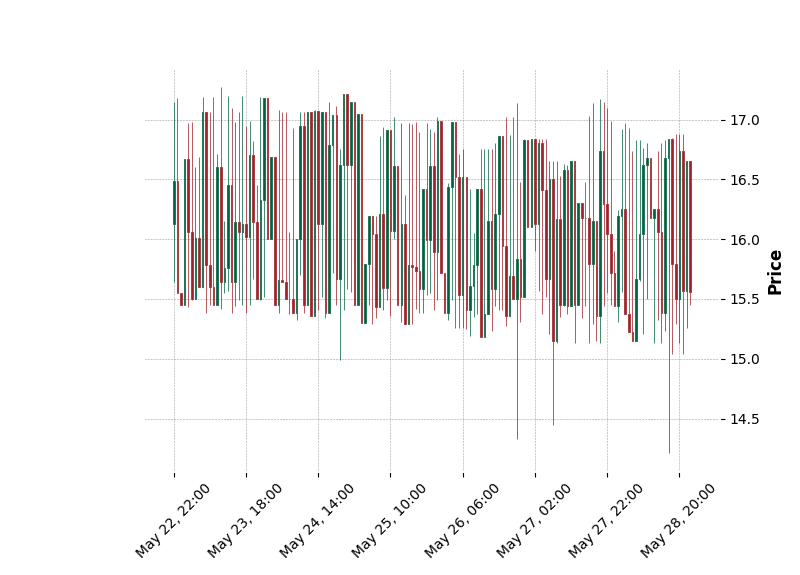 17.0
16.5
16.0
15.5
15.0
14.5
Price
May 22, 22:00
May 23, 18:00
May 24, 14:00
May 25, 10:00
May 26, 06:00
May 27, 02:00
May 27, 22:00
May 28, 20:00